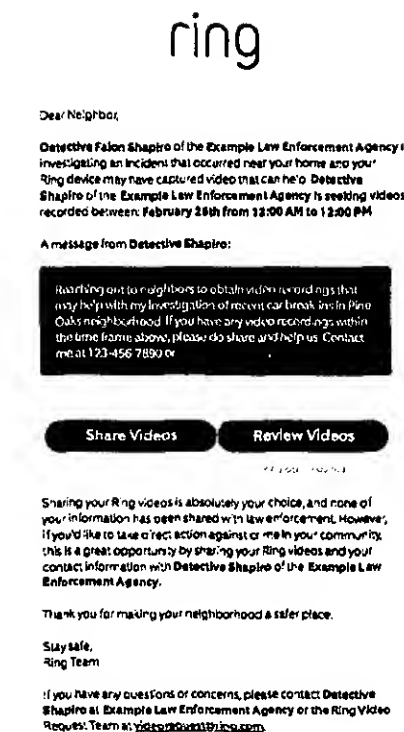 ring
Dear Neighbor,
Detective Falon Shapiro of the Example Law Enforcement Agency is
investigating an incident that occurred near your home and your
Ring device may have captured video that can help. Detective
Shapiro of the Example Law Enforcement Agency is seeking videos
recorded between: February 25th from 12:00 AM to 12:00 PM
A message from Detective Shapiro:
Reaching out to neighbors to obtain video recordings that
may help with my investigation of recent car break ins in Pine
Oaks neighborhood. If you have any video recordings within
the time frame above, please do share and help us. Contact
me at 123-456 7890 or
Share Videos Review Videos
Sharing your Ring videos is absolutely your choice, and none of
your information has been shared with law enforcement. However,
if you'd like to take direct action against crime in your community,
this is a great opportunity by sharing your Ring videos and your
contact information with Detective Shapiro of the Example Law
Enforcement Agency.
Thank you for making your neighborhood a safer place.
Stay safe,
Ring Team
If you have any questions or concerns, please contact Detective
Shapiro at Example Law Enforcement Agency or the Ring Video
Request Team at videorequest@ring.com.